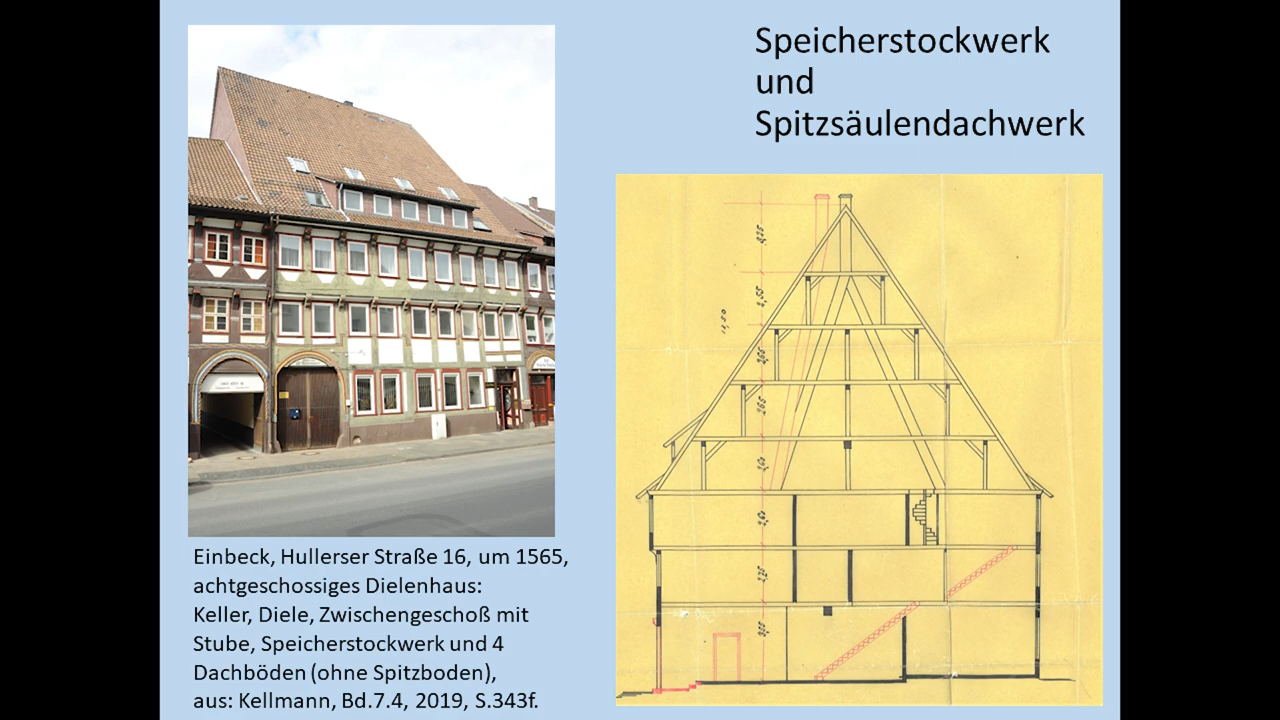 Speicherstockwerk
und
Spitzsäulendachwerk
Einbeck, Hullerser Straße 16, um 1565,
achtgeschossiges Dielenhaus:
Keller, Diele, Zwischengeschoß mit
Stube, Speicherstockwerk und 4
Dachböden (ohne Spitzboden),
aus: Kellmann, Bd.7.4, 2019, S.343f.